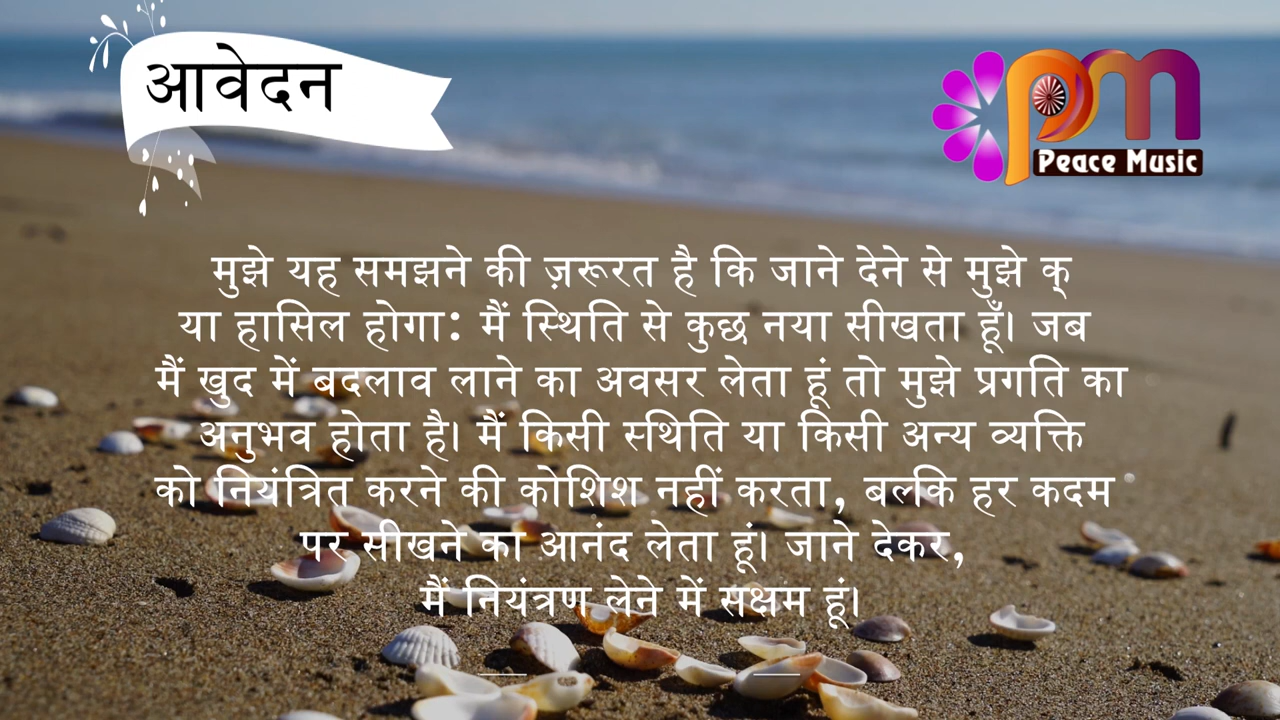 आवेदन
Peace Music
मुझे यह समझने की ज़रूरत है कि जाने देने से मुझे क्
या हासिल होगा: मैं स्थिति से कुछ नया सीखता हूँ। जब
मैं खुद में बदलाव लाने का अवसर लेता हूं तो मुझे प्रगति का
अनुभव होता है। मैं किसी स्थिति या किसी अन्य व्यक्ति
को नियंत्रित करने की कोशिश नहीं करता, बल्कि हर कदम
पर सीखने का आनंद लेता हूं। जाने देकर,
मैं नियंत्रण लेने में सक्षम हूं।